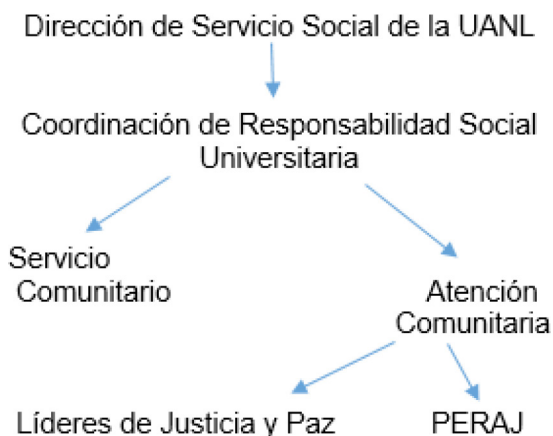 Dirección de Servicio Social de la UANL
Coordinación de Responsabilidad Social
Universitaria
Servicio
Comunitario
Atención
Comunitaria
Líderes de Justicia y Paz
PERAJ